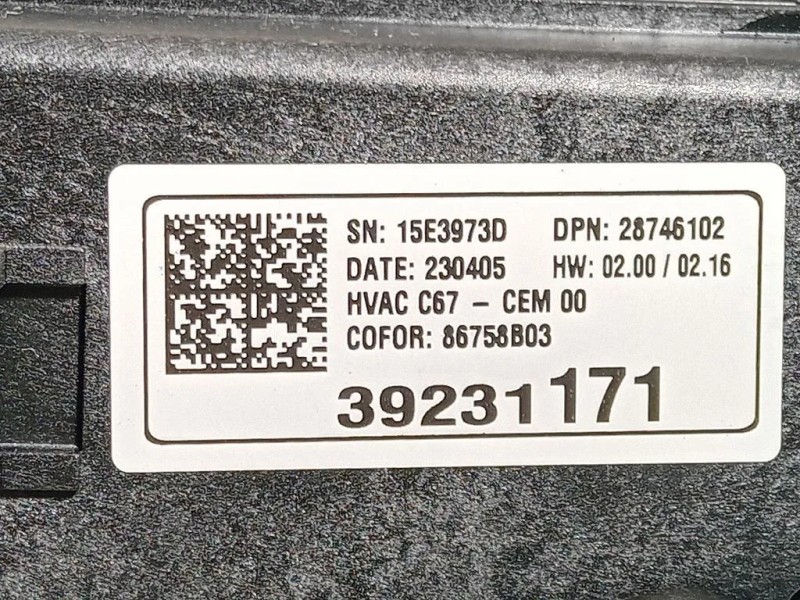 SN: 15E3973D DPN: 28746102
DATE: 230405 HW: 02.00 / 02.16
HVAC C67 - CEM 00
COFOR: 86758B03
39231171